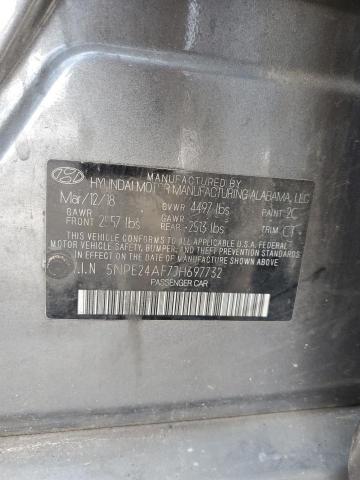 MANUFACTURED BY
HYUNDAI MOTOR MANUFACTURING ALABAMA, LLC
Mar/12/18 GVWR 4497 lbs PAINT 2C
GAWR FRONT lbs GAWR REAR 2513 lbs TRIM CT
THIS VEHICLE CONFORMS TO ALL APPLICABLE U.S. FEDERAL
MOTOR VEHICLE SAFETY, BUMPER, AND THEFT PREVENTION
STANDARDS IN EFFECT ON THE DATE OF MANUFACTURE SHOWN ABOVE.
V.I.N
PASSENGER CAR